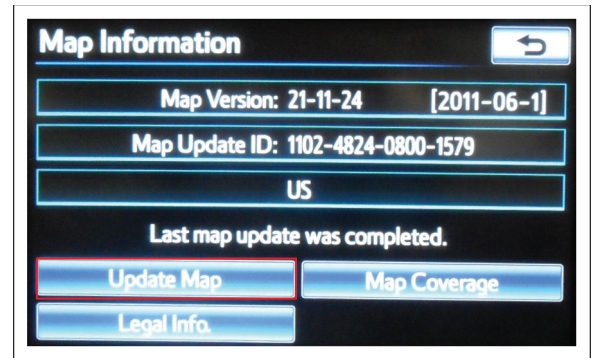 Map Information
Map Version: 21-11-24 [2011-06-1]
Map Update ID: 1102-4824-0800-1579
US
Last map update was completed.
Update Map Map Coverage
Legal Info.